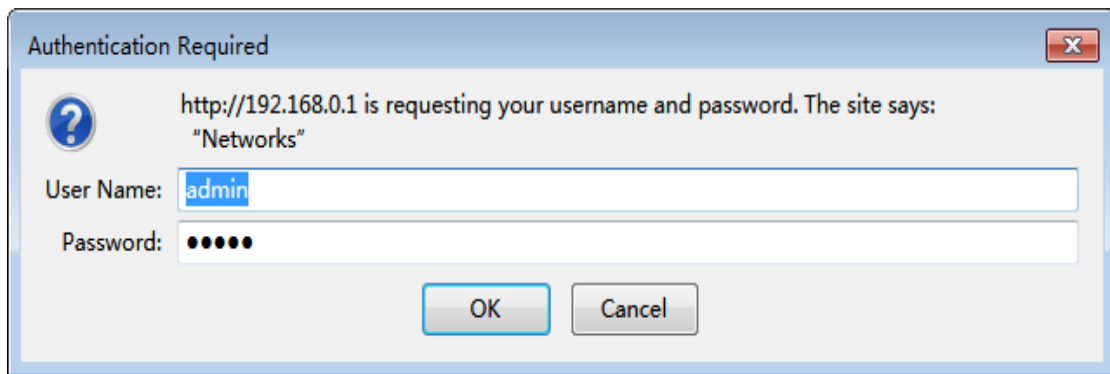 Authentication Required
http://192.168.0.1 is requesting your username and password. The site says:
“Networks”
User Name: admin
Password: •••••
OK Cancel